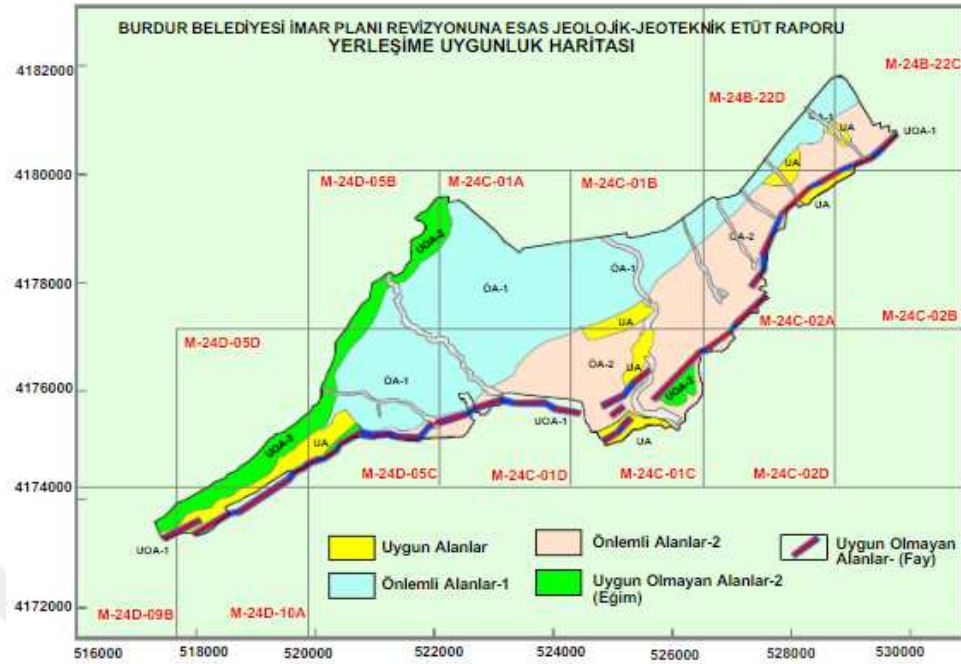 BURDUR BELEDİYESİ İMAR PLANI REVİZYONUNA ESAS JEOLOJİK-JEOTEKNİK ETÜT RAPORU
YERLEŞİME UYGUNLUK HARİTASI
4182000
M-24B-22C
M-24B-22D
ÖA-1
UA
UOA-1
UA
4180000
M-24D-05B
M-24C-01A
M-24C-01B
UA
UOA-2
ÖA-2
ÖA-1
4178000
ÖA-1
M-24C-02A
M-24C-02B
UA
M-24D-05D
ÖA-2
UA
4176000
ÖA-1
UOA-2
UOA-1
UOA-2
UA
UA
M-24D-05C
M-24C-01D
M-24C-01C
M-24C-02D
4174000
UOA-1
Uygun Alanlar
Önlemli Alanlar-2
Uygun Olmayan
Alanlar- (Fay)
Önlemli Alanlar-1
Uygun Olmayan Alanlar-2
(Eğim)
4172000
M-24D-09B
M-24D-10A
516000
518000
520000
522000
524000
526000
528000
530000